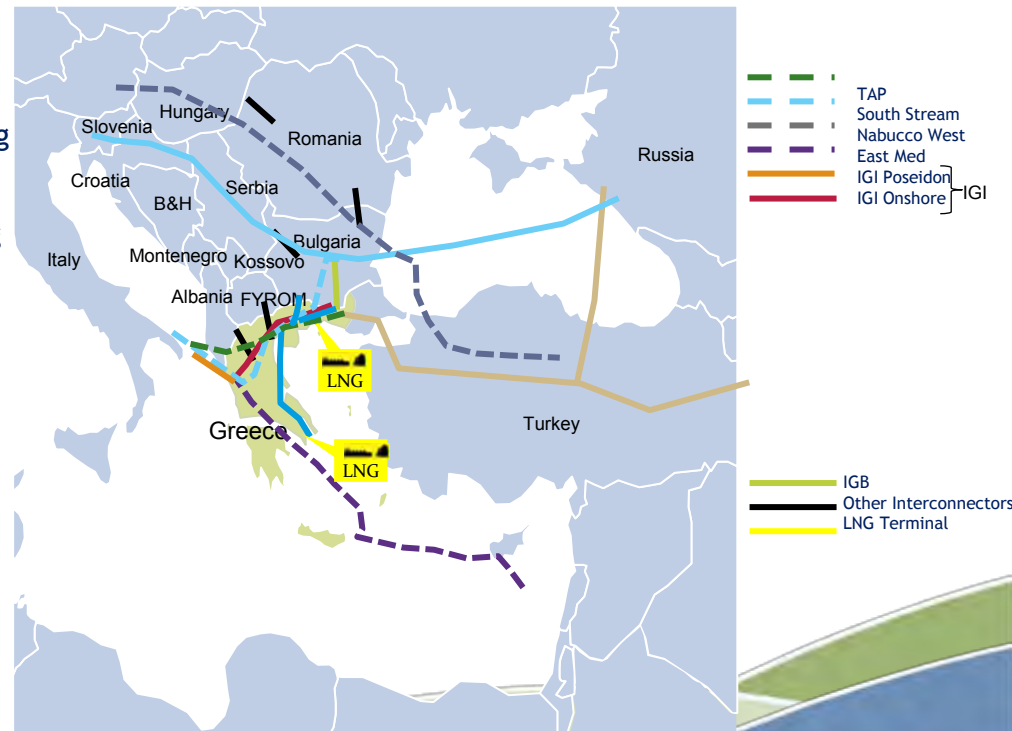 Hungary
Slovenia
gg
Romania
Russia
Croatia
Serbia
B&H
Bulgaria
Italy
Montenegro
Kossovo
Albania
FYROM
LNG
Turkey
Greece
LNG
TAP
South Stream
Nabucco West
East Med
IGI Poseidon
IGI Onshore
IGI
IGB
Other Interconnectors
LNG Terminal